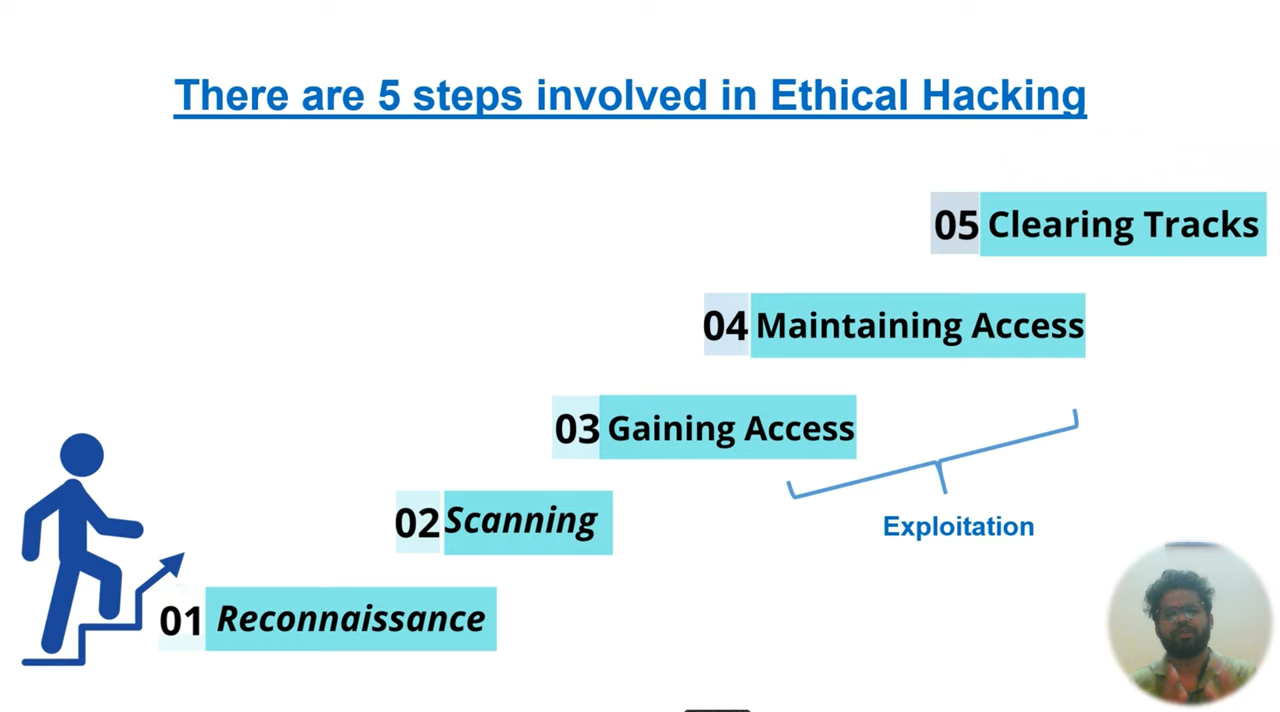 There are 5 steps involved in Ethical Hacking
05 Clearing Tracks
04 Maintaining Access
03 Gaining Access
Exploitation
02 Scanning
01 Reconnaissance